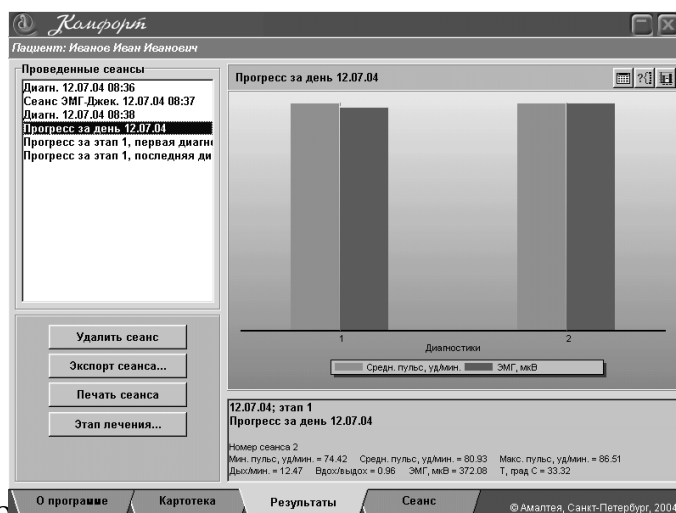 Комфорт
Пациент: Иванов Иван Иванович
Проведенные сеансы
Диагн. 12.07.04 08:36
Сеанс ЭМГ-Джек. 12.07.04 08:37
Диагн. 12.07.04 08:38
Прогресс за день 12.07.04
Прогресс за этап 1, первая диагн
Прогресс за этап 1, последняя ди
Удалить сеанс
Экспорт сеанса...
Печать сеанса
Этап лечения...
Прогресс за день 12.07.04
1 2
Диагностики
Средн. пульс, уд/мин. ЭМГ, мкВ
12.07.04; этап 1
Прогресс за день 12.07.04
Номер сеанса 2
Мин. пульс, уд/мин. = 74.42 Средн. пульс, уд/мин. = 80.93 Макс. пульс, уд/мин. = 86.51
Дых/мин. = 12.47 Вдох/выдох = 0.96 ЭМГ, мкВ = 372.08 Т, град С = 33.32
О программе Картотека Результаты Сеанс © Амалтея, Санкт-Петербург, 2004